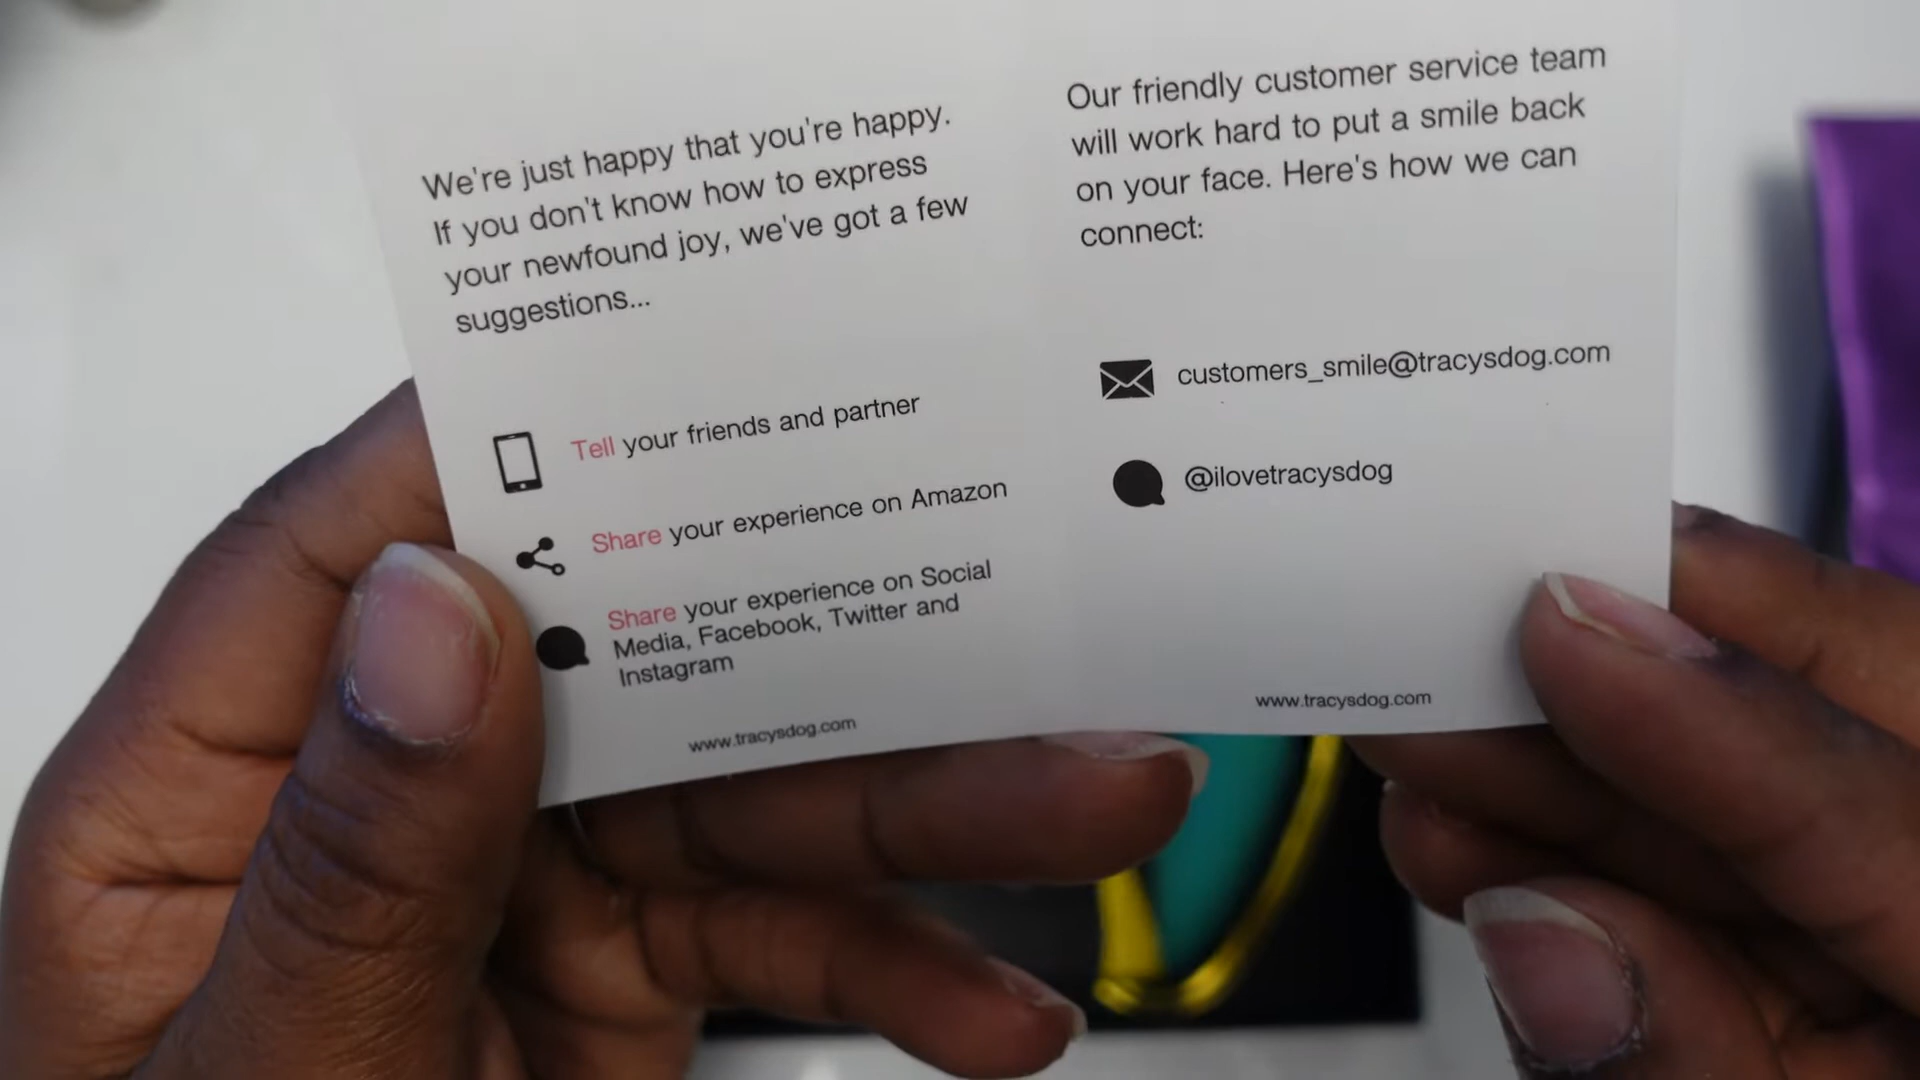 We're just happy that you're happy.
If you don't know how to express
your newfound joy, we've got a few
suggestions...
Tell your friends and partner
Share your experience on Amazon
Share your experience on Social
Media, Facebook, Twitter and
Instagram
www.tracysdog.com
Our friendly customer service team
will work hard to put a smile back
on your face. Here's how we can
connect:
customers_smile@tracysdog.com
@ilovetracysdog
www.tracysdog.com